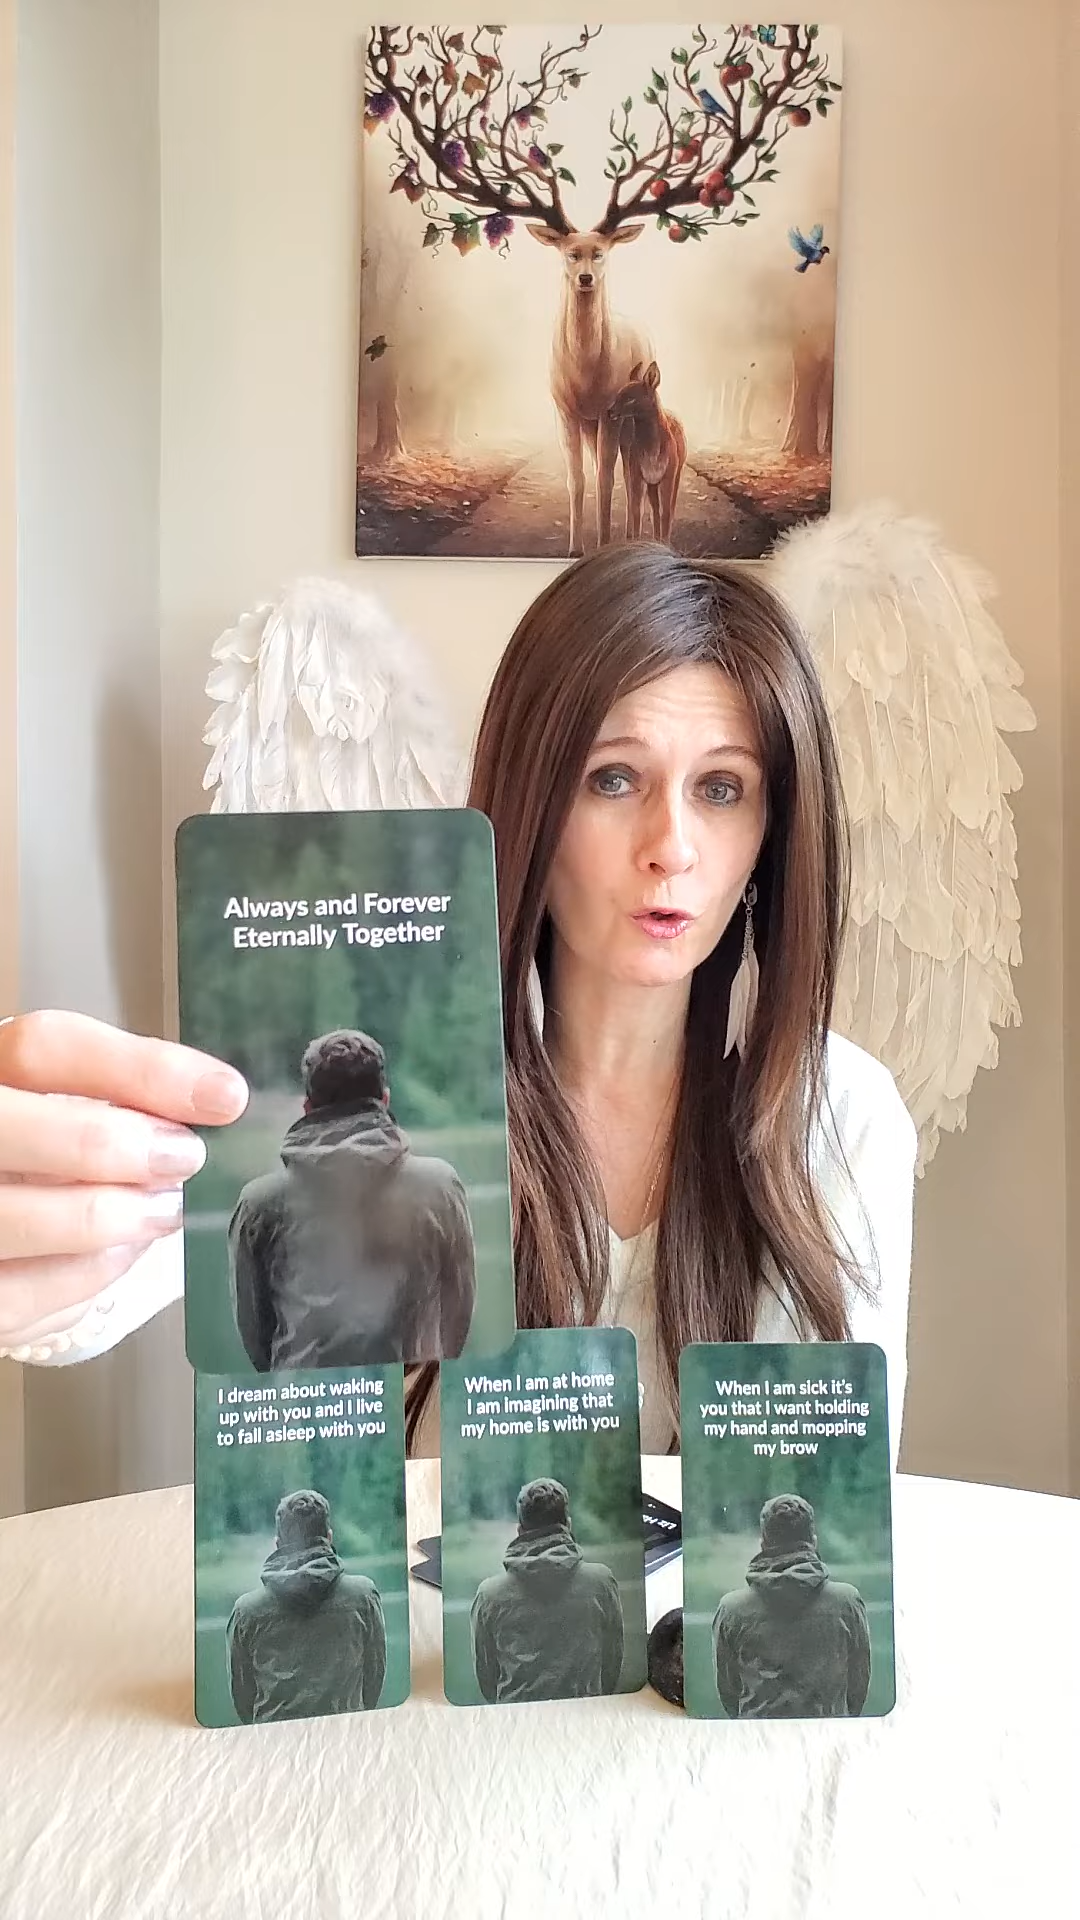 Always and Forever
Eternally Together
I dream about waking
up with you and I live
to fall asleep with you
When I am at home
I am imagining that
my home is with you
When I am sick it's
you that I want holding
my hand and mopping
my brow